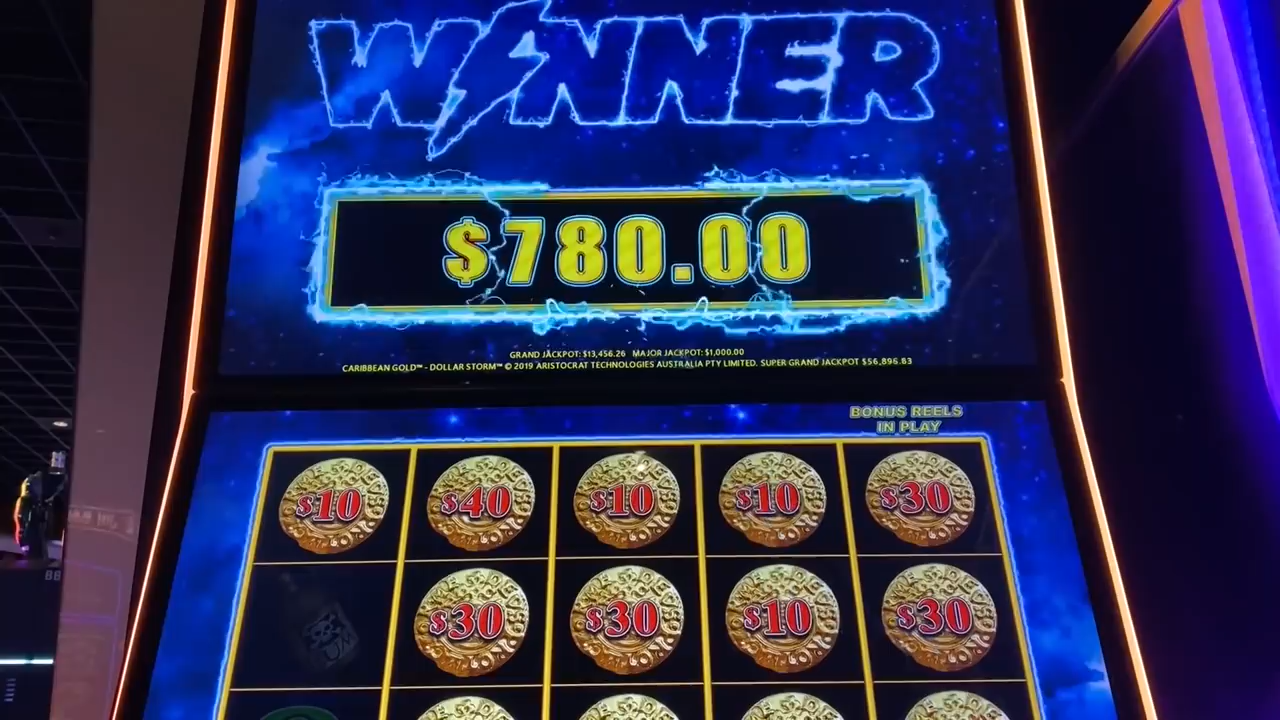 WINNER
$780.00
GRAND JACKPOT: $13,456.26 MAJOR JACKPOT: $1,000.00
CARIBBEAN GOLD™ - DOLLAR STORM™ © 2019 ARISTOCRAT TECHNOLOGIES AUSTRALIA PTY LIMITED. SUPER GRAND JACKPOT $56,896.83
BONUS REELS
IN PLAY
$10 $40 $10 $10 $30
$30 $30 $10 $30
88